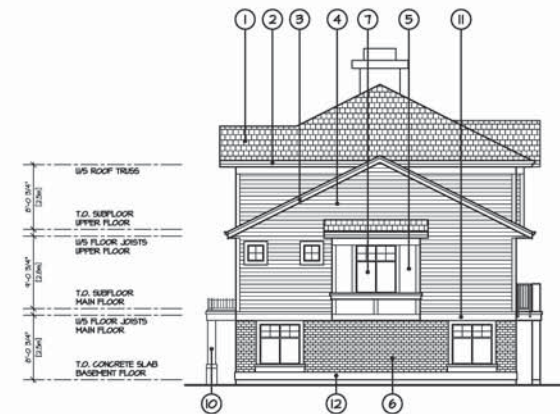 1 2 3 4 7 5 11
U/S ROOF TRUSS
8'-0 3/4"
[2.5m]
T.O. SUBFLOOR
UPPER FLOOR
U/S FLOOR JOISTS
UPPER FLOOR
9'-0 3/4"
[2.8m]
T.O. SUBFLOOR
MAIN FLOOR
U/S FLOOR JOISTS
MAIN FLOOR
8'-0 3/4"
[2.5m]
T.O. CONCRETE SLAB
BASEMENT FLOOR
10 12 6